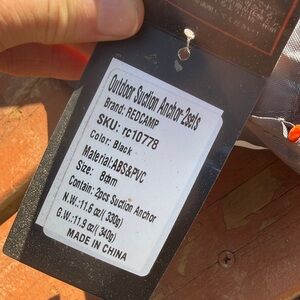 Outdoor Suction Anchor 2sets
Brand: REDCAMP
SKU: rc10778
Color: Black
Material:ABS&PVC
Size: 8mm
Contain: 2pcs Suction Anchor
N.W.:11.6 oz/( 330g)
G.W.:11.9 oz/( 340g)
MADE IN CHINA